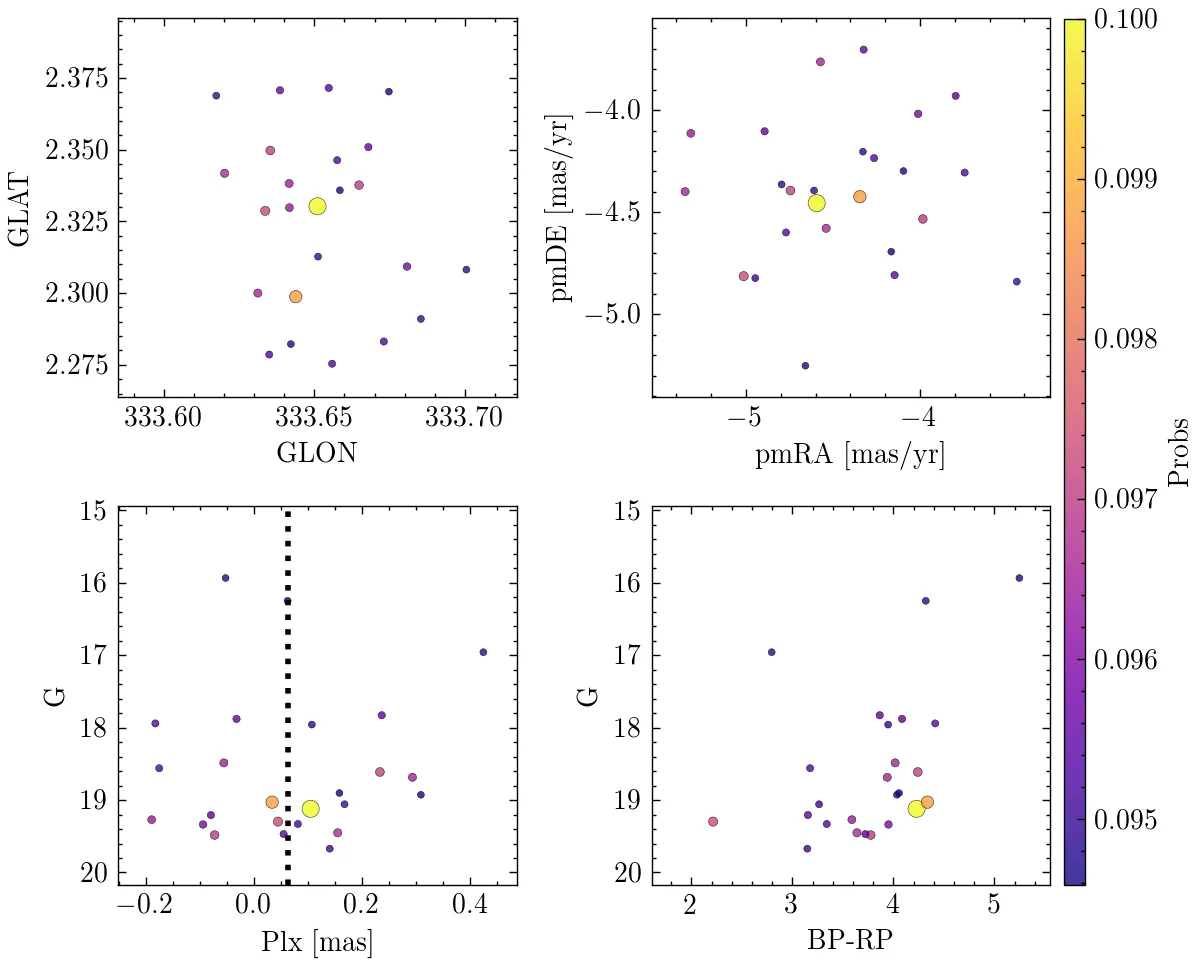 2.375
2.350
2.325
2.300
2.275
GLAT
333.60 333.65 333.70
GLON
−4.0
−4.5
−5.0
pmDE [mas/yr]
−5 −4
pmRA [mas/yr]
0.100
0.099
0.098
0.097
0.096
0.095
Probs
15
16
17
18
19
20
G
−0.2 0.0 0.2 0.4
Plx [mas]
15
16
17
18
19
20
G
2 3 4 5
BP-RP